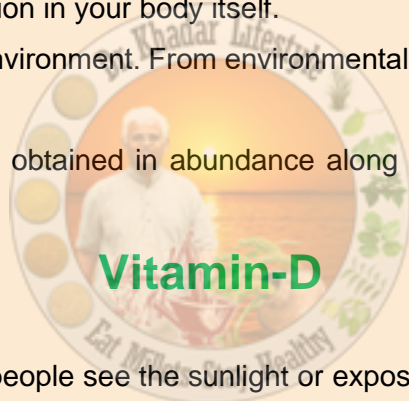 ion in your body itself.
Dr. Khadar Lifestyle
nvironment. From environmental
obtained in abundance along
Vitamin-D
Eat Millets Stay Healthy
people see the sunlight or expos